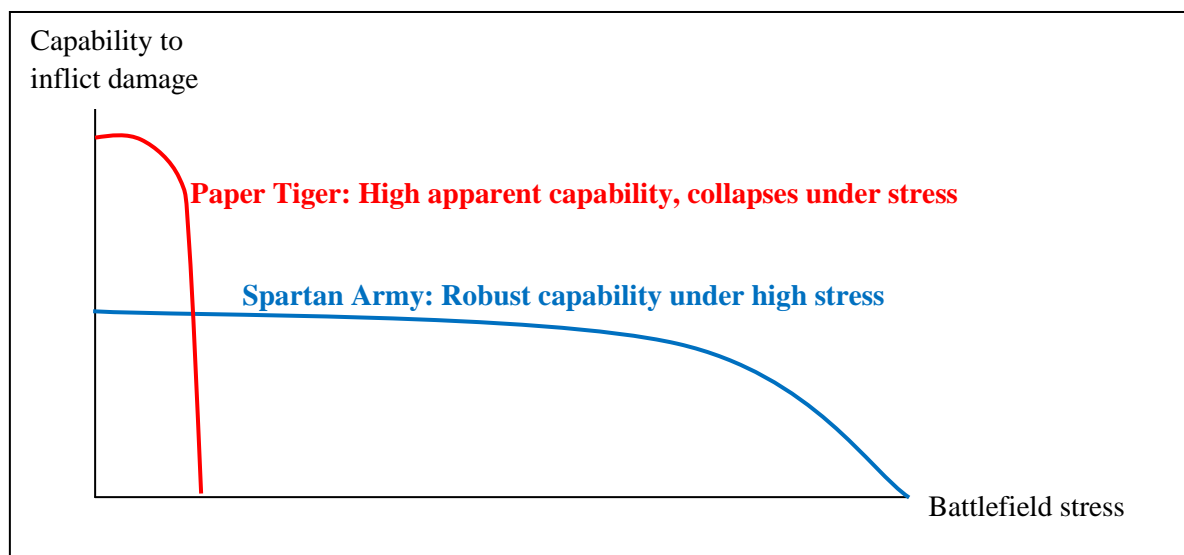 Capability to
inflict damage
Paper Tiger: High apparent capability, collapses under stress
Spartan Army: Robust capability under high stress
Battlefield stress